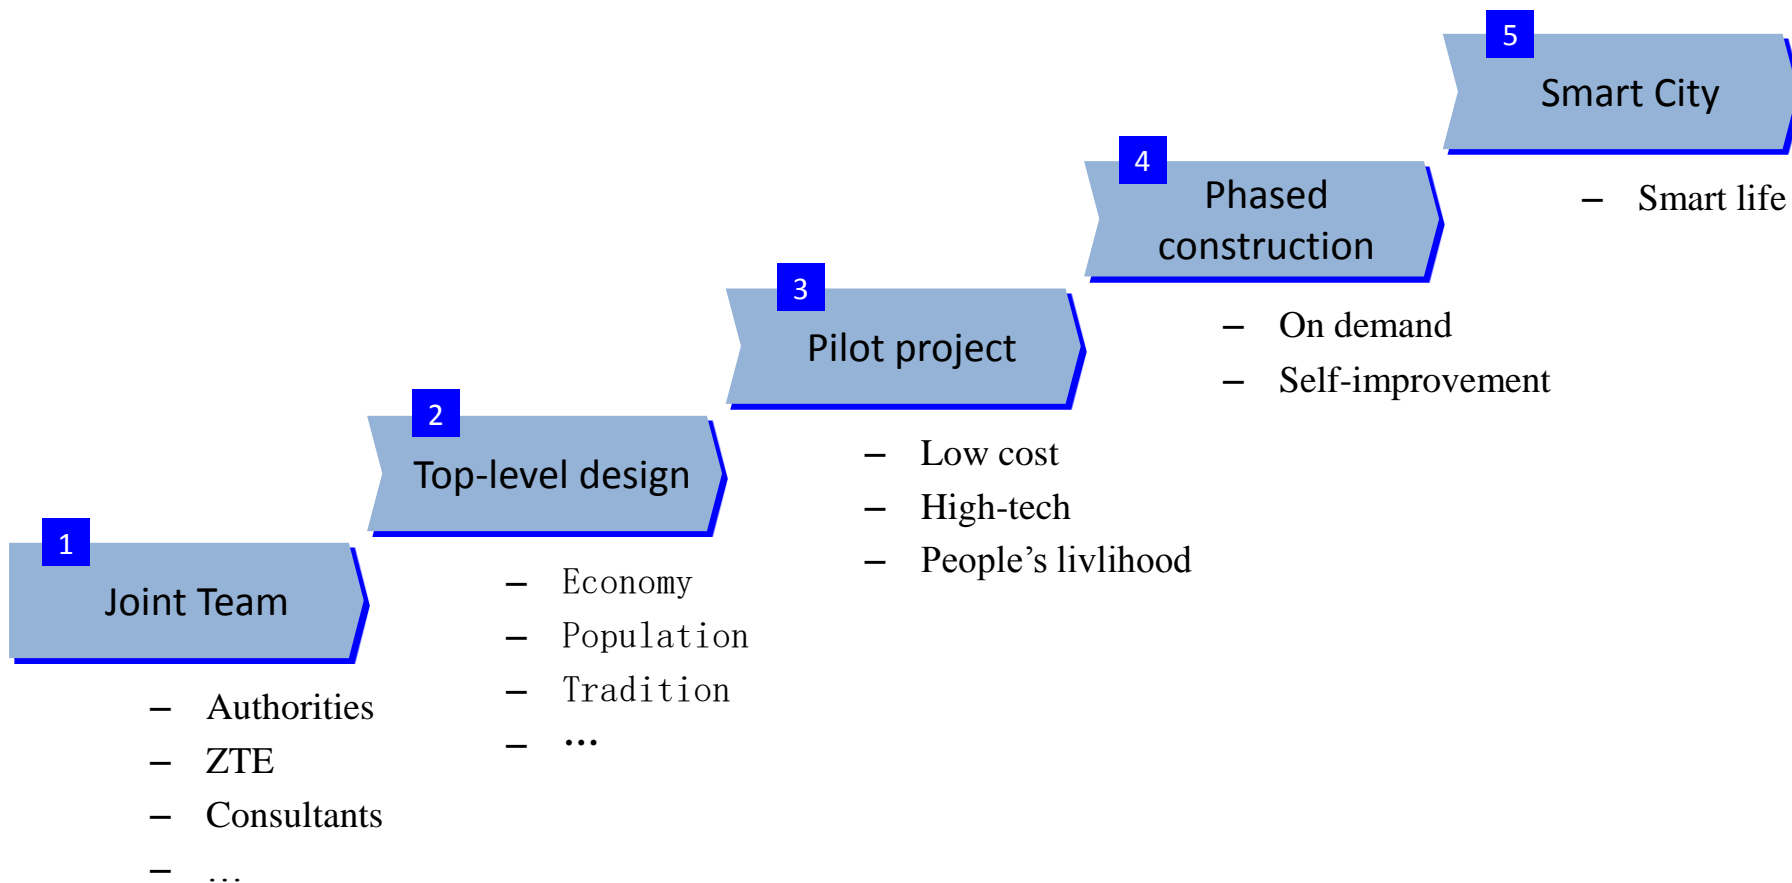 1
Joint Team
– Authorities
– ZTE
– Consultants
– …
2
Top-level design
– Economy
– Population
– Tradition
– …
3
Pilot project
– Low cost
– High-tech
– People’s livlihood
4
Phased
construction
– On demand
– Self-improvement
5
Smart City
– Smart life